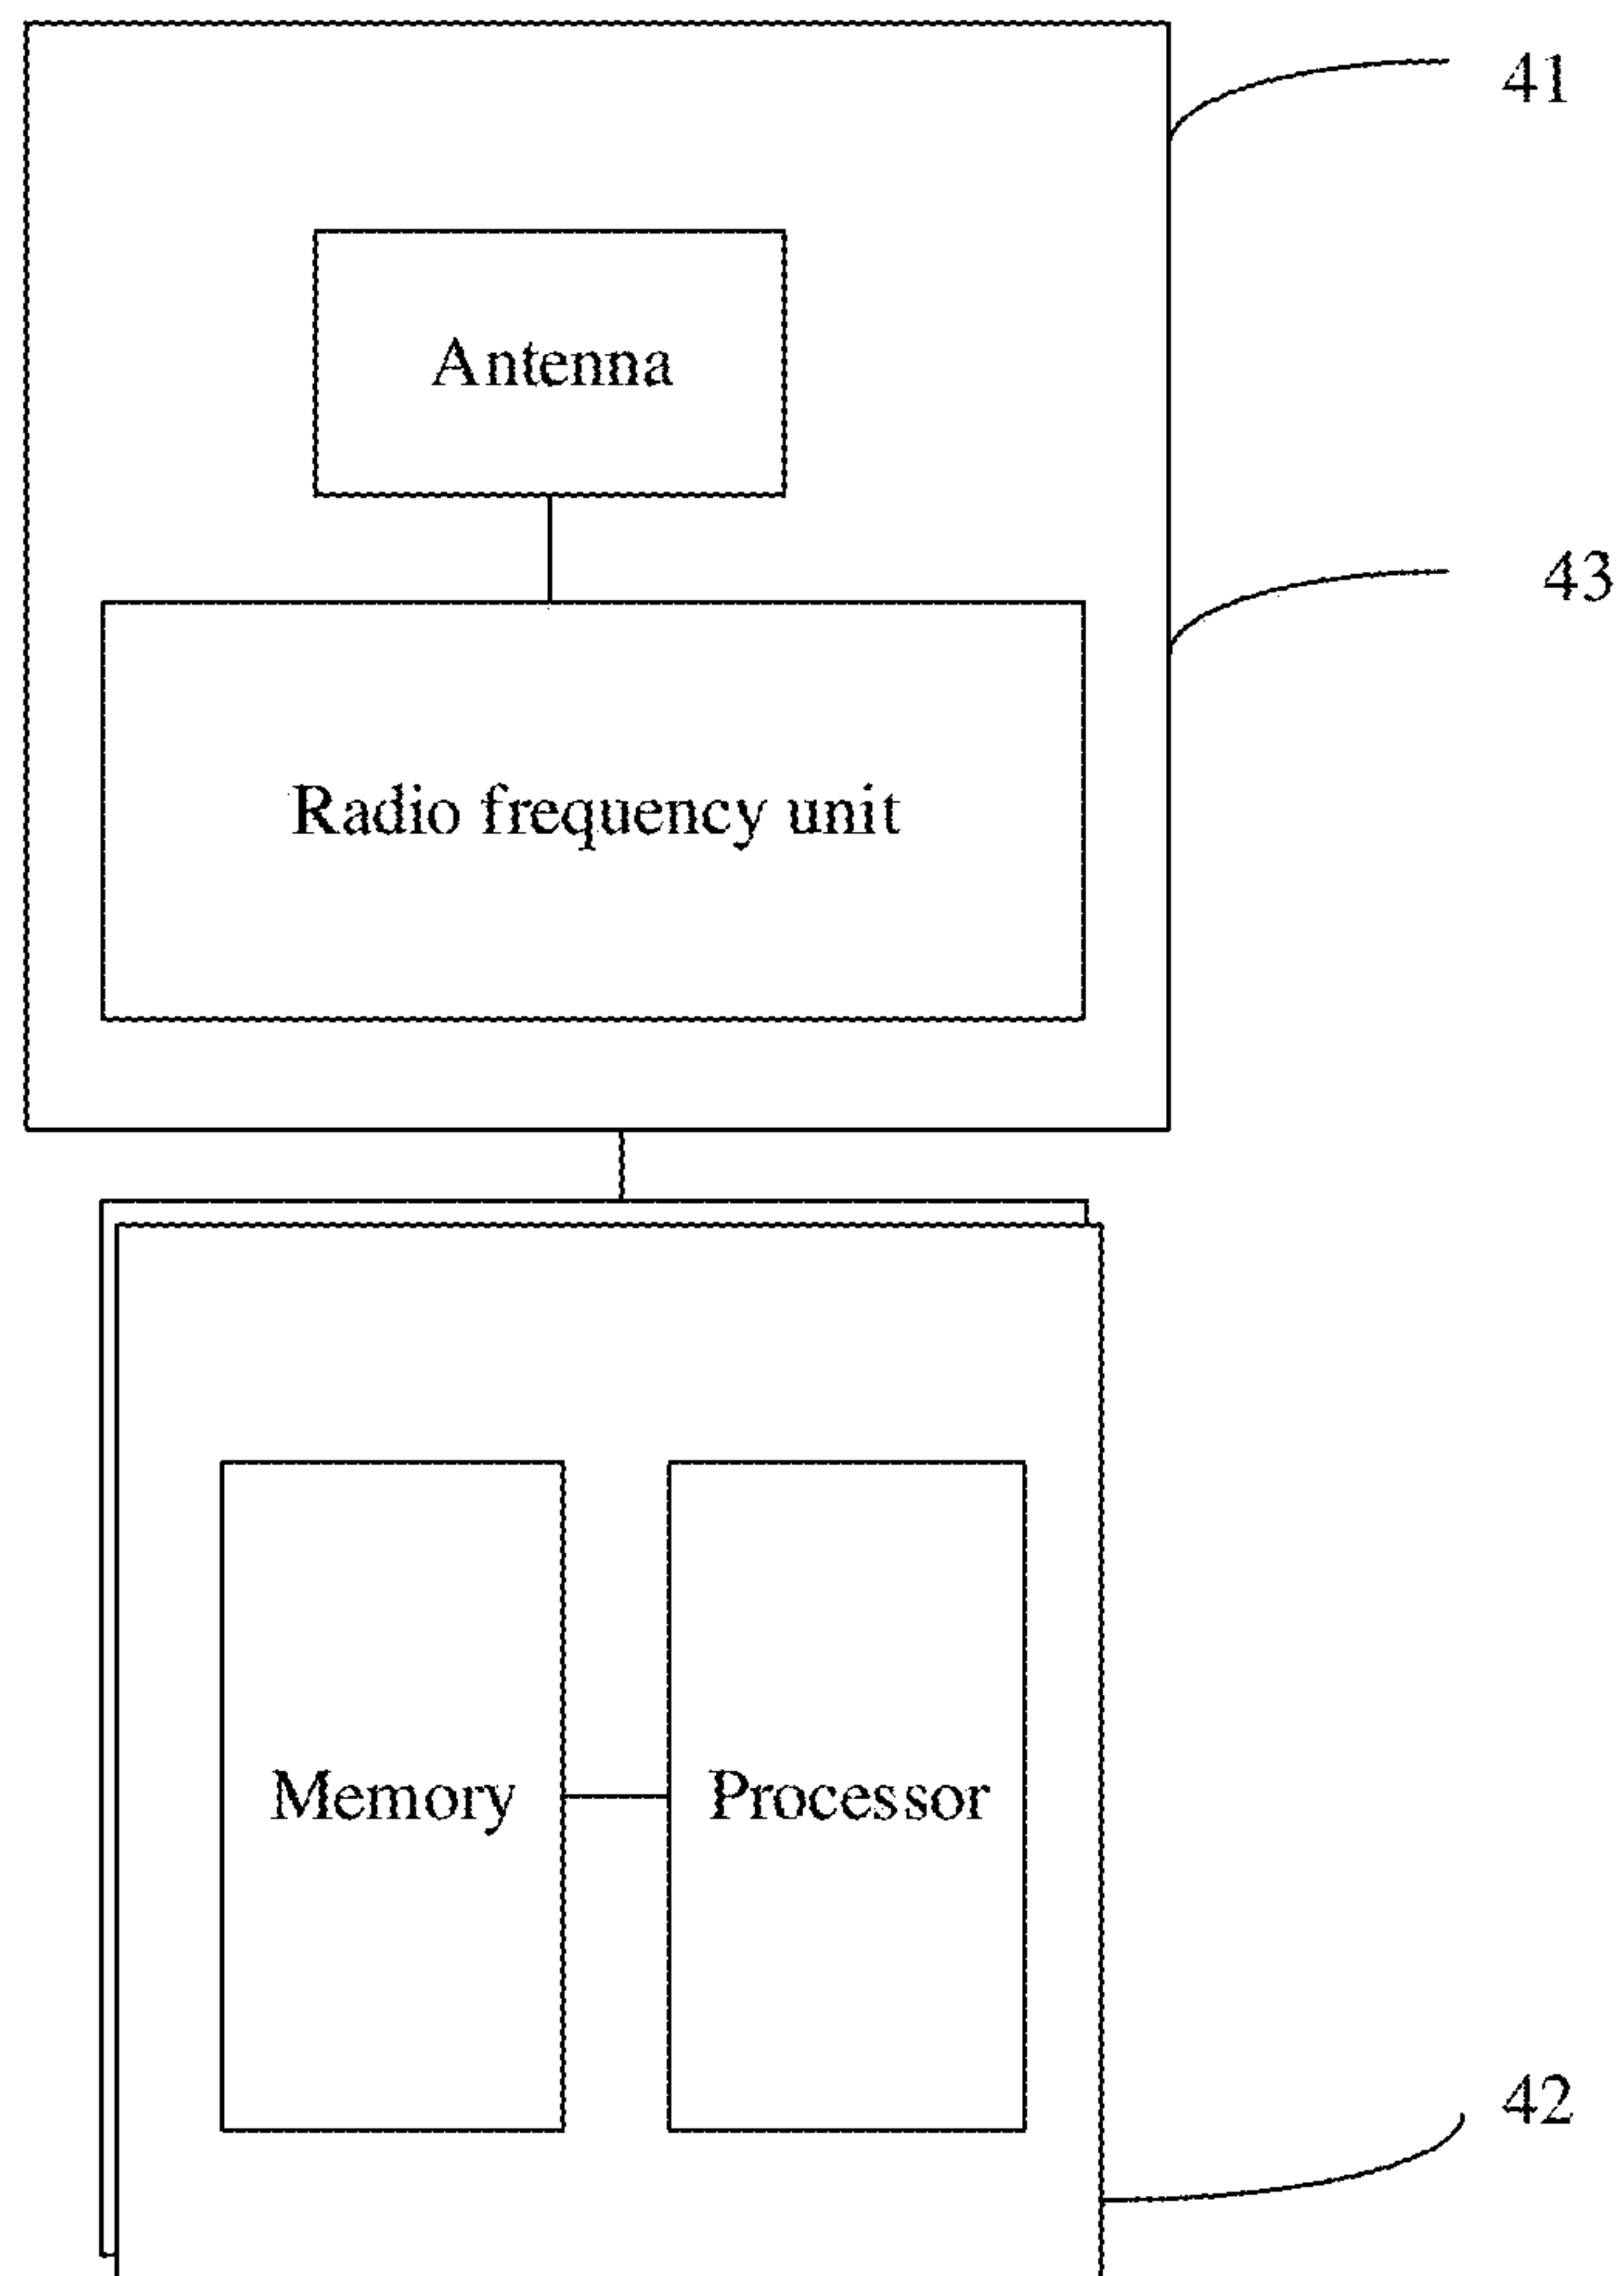 41
Antenna
43
Radio frequency unit
Memory
Processor
42